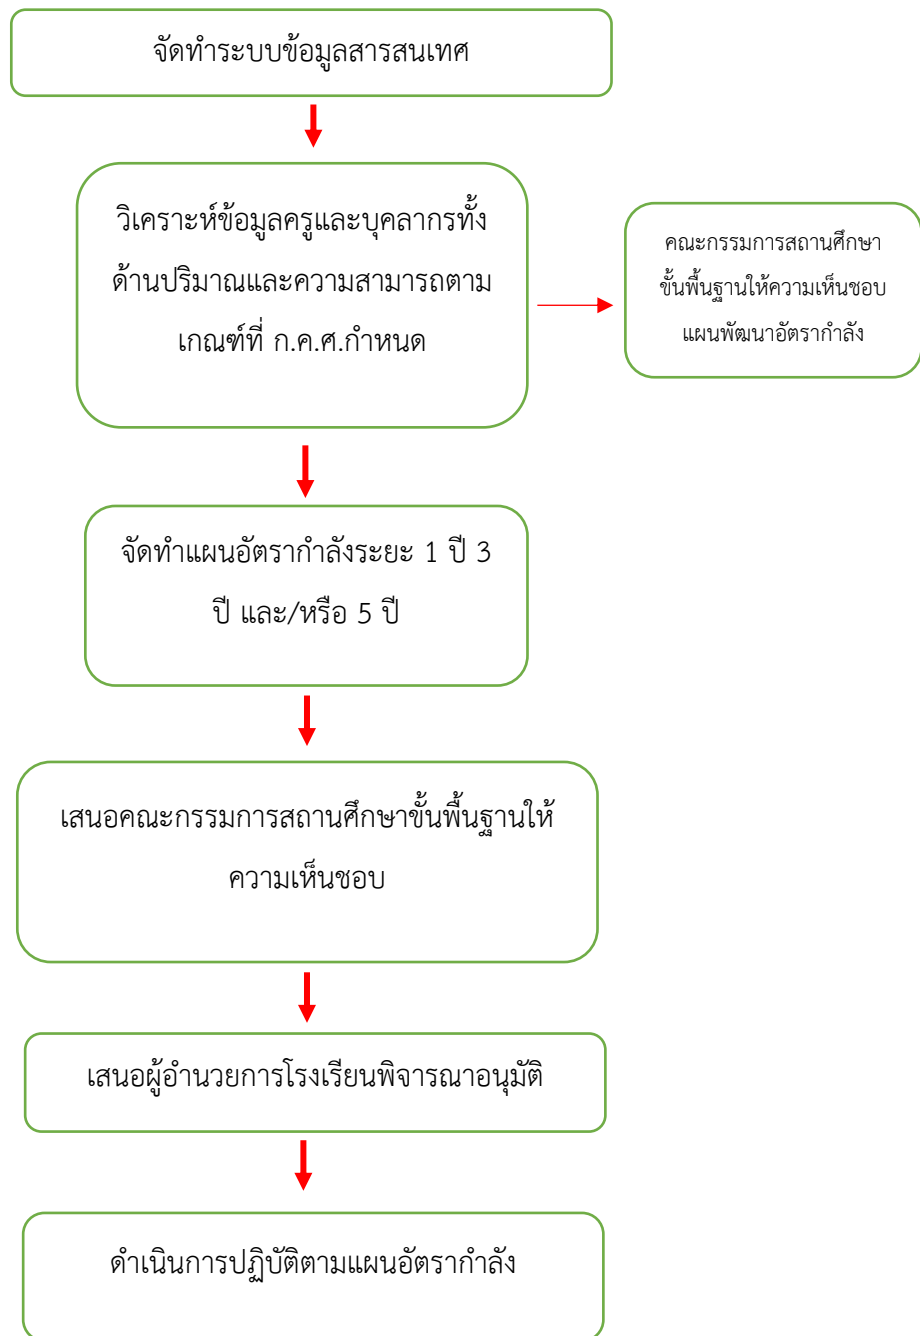 จัดทำระบบข้อมูลสารสนเทศ
วิเคราะห์ข้อมูลครูและบุคลากรทั้ง
ด้านปริมาณและความสามารถตาม
เกณฑ์ที่ ก.ค.ศ.กำหนด
คณะกรรมการสถานศึกษา
ขั้นพื้นฐานให้ความเห็นชอบ
แผนพัฒนาอัตรากำลัง
จัดทำแผนอัตรากำลังระยะ 1 ปี 3
ปี และ/หรือ 5 ปี
เสนอคณะกรรมการสถานศึกษาขั้นพื้นฐานให้
ความเห็นชอบ
เสนอผู้อำนวยการโรงเรียนพิจารณาอนุมัติ
ดำเนินการปฏิบัติตามแผนอัตรากำลัง